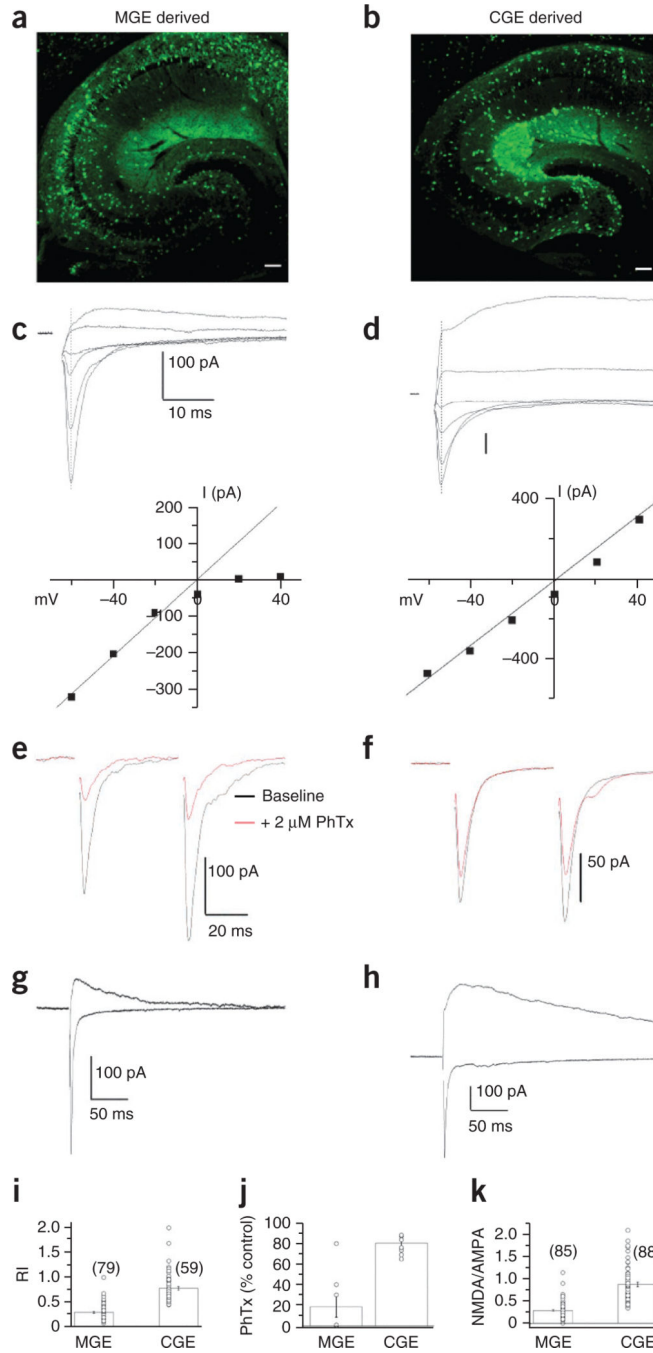 a MGE derived
b CGE derived
c
100 pA
10 ms
d
I (pA)
200
100
mV
−40
0
40
−100
−200
−300
I (pA)
400
mV
−40
0
40
−400
e
Baseline
+ 2 μM PhTx
100 pA
20 ms
f
50 pA
g
100 pA
50 ms
h
100 pA
50 ms
i
RI
2.0
1.5
1.0
0.5
0
(79)
(59)
MGE
CGE
j
PhTx (% control)
100
80
60
40
20
0
MGE
CGE
k
NMDA/AMPA
2.0
1.5
1.0
0.5
0
(85)
(88
MGE
CGE